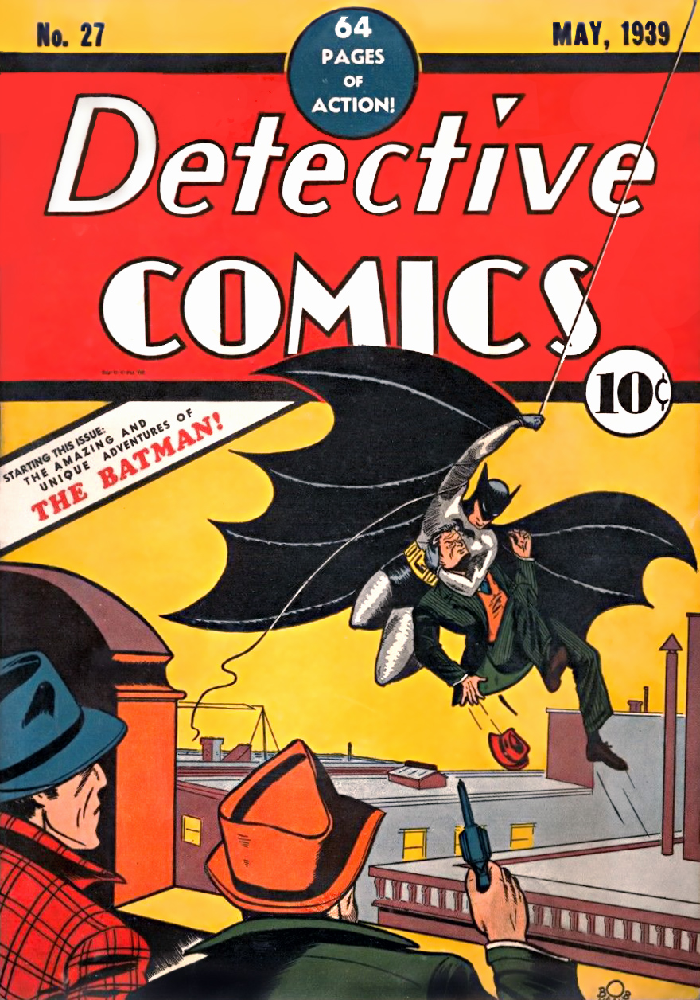 No. 27
64
PAGES
OF
ACTION!
MAY, 1939
Detective
COMICS
10¢
STARTING THIS ISSUE:
THE AMAZING AND
UNIQUE ADVENTURES OF
THE BATMAN!
BOB